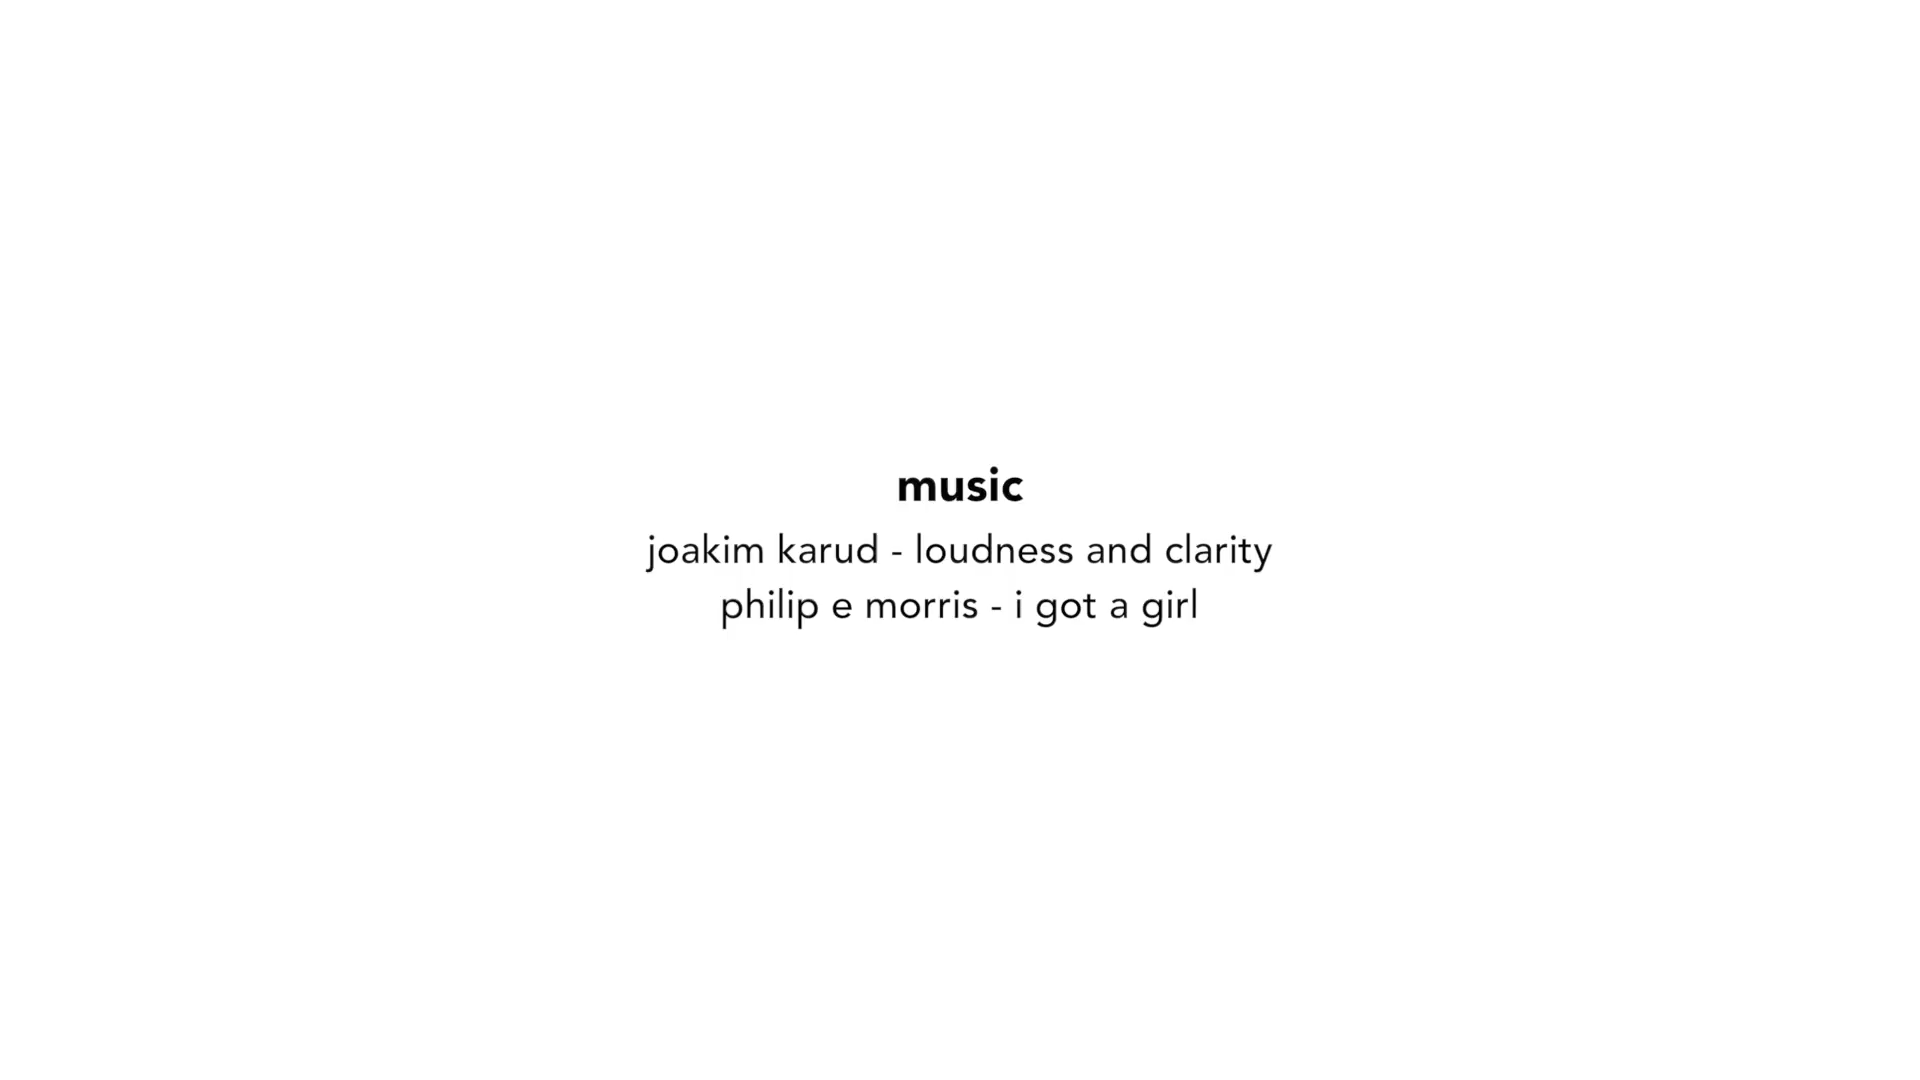 music
joakim karud - loudness and clarity
philip e morris - i got a girl